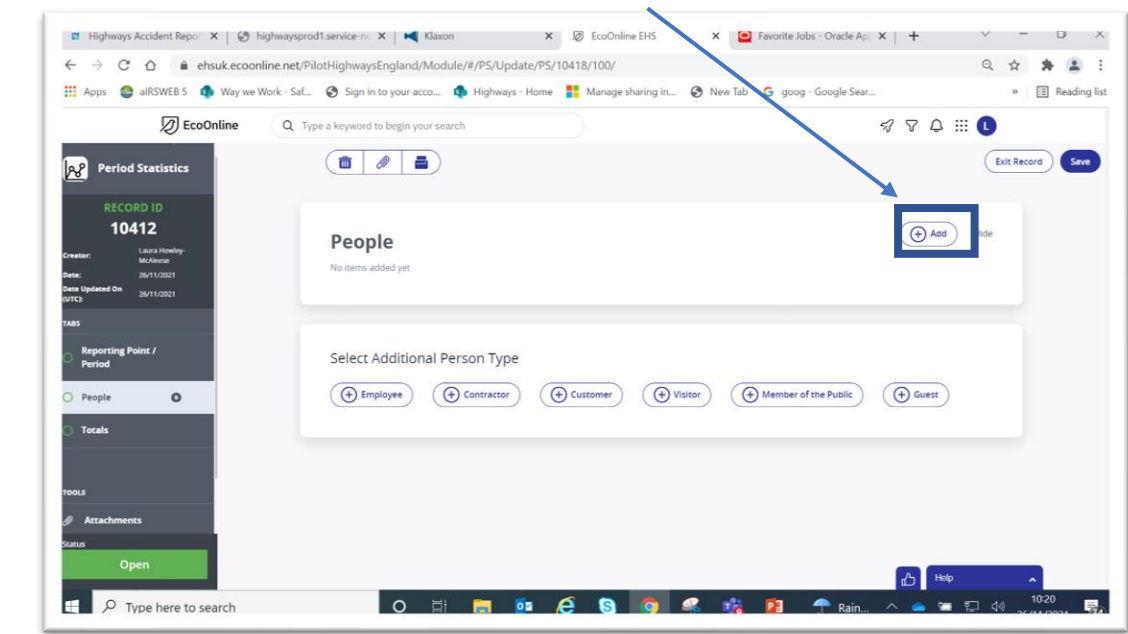 Highways Accident Repor highwaysprod1.service-n Klaxon EcoOnline EHS Favorite Jobs - Oracle Ap
ehsuk.ecoonline.net/PilotHighwaysEngland/Module/#/PS/Update/PS/10418/100/
Apps aIRSWEB 5 Way we Work - Saf... Sign in to your acco... Highways - Home Manage sharing in... New Tab goog - Google Sear... » Reading list
EcoOnline Type a keyword to begin your search L
Period Statistics
Exit Record Save
RECORD ID
10412
Creator: Laura Howley-McAleese
Date: 26/11/2021
Date Updated On (UTC): 26/11/2021
TABS
Reporting Point / Period
People 0
Totals
TOOLS
Attachments
Status
Open
People
Add
No items added yet
Select Additional Person Type
Employee Contractor Customer Visitor Member of the Public Guest
Help
Type here to search
Rain...
10:20